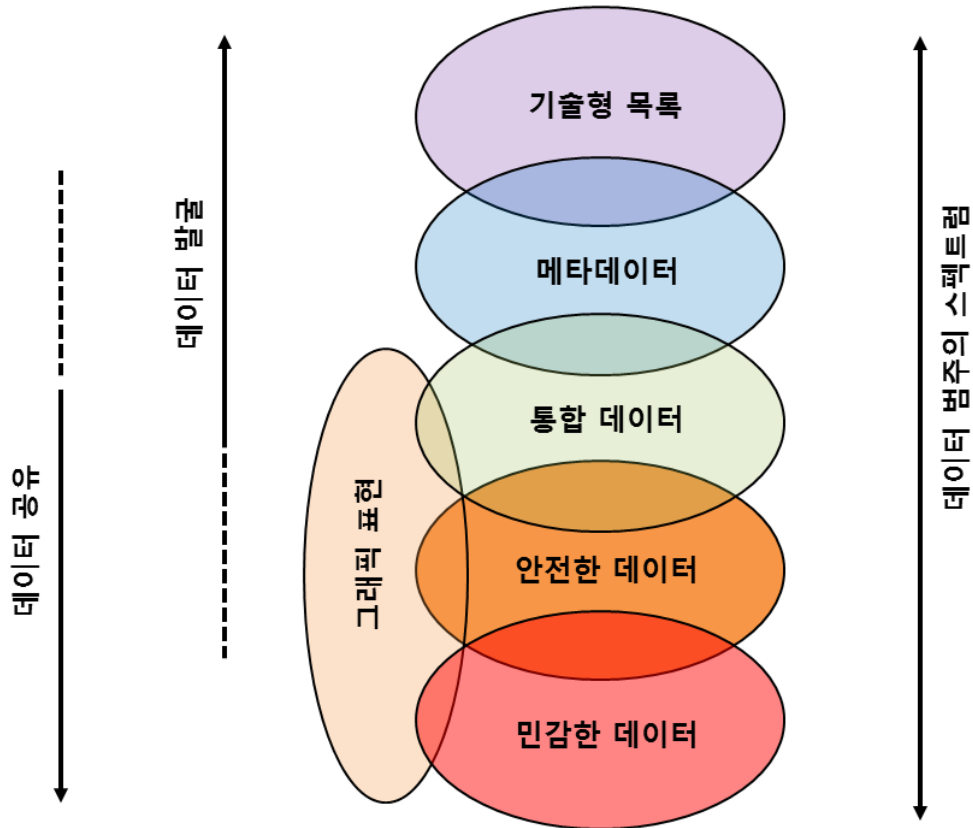 기술형 목록
메타데이터
통합 데이터
안전한 데이터
민감한 데이터
그래픽 표현
데이터 발굴
데이터 공유
데이터 범주의 스펙트럼